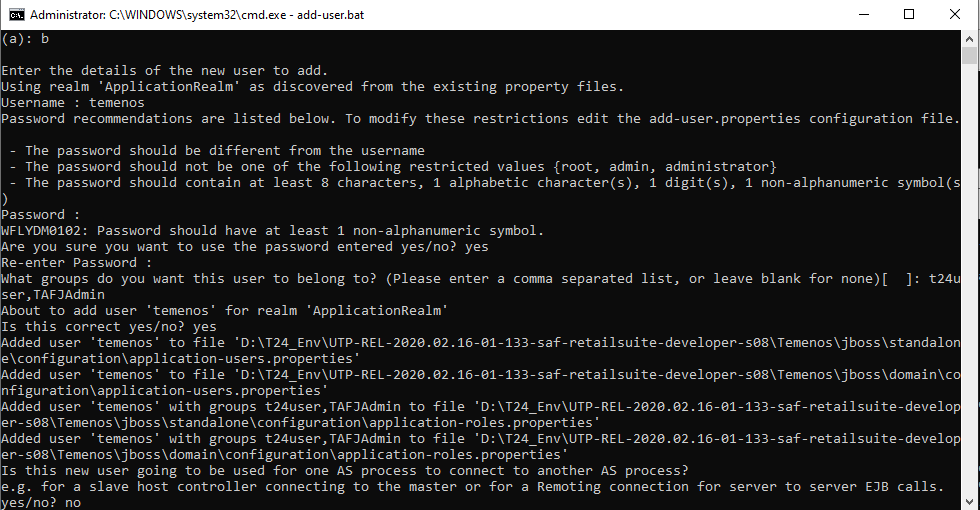 Administrator: C:\WINDOWS\system32\cmd.exe - add-user.bat
(a): b
Enter the details of the new user to add.
Using realm 'ApplicationRealm' as discovered from the existing property files.
Username : temenos
Password recommendations are listed below. To modify these restrictions edit the add-user.properties configuration file.
 - The password should be different from the username
 - The password should not be one of the following restricted values {root, admin, administrator}
 - The password should contain at least 8 characters, 1 alphabetic character(s), 1 digit(s), 1 non-alphanumeric symbol(s
)
Password :
WFLYDM0102: Password should have at least 1 non-alphanumeric symbol.
Are you sure you want to use the password entered yes/no? yes
Re-enter Password :
What groups do you want this user to belong to? (Please enter a comma separated list, or leave blank for none)[  ]: t24u
ser,TAFJAdmin
About to add user 'temenos' for realm 'ApplicationRealm'
Is this correct yes/no? yes
Added user 'temenos' to file 'D:\T24_Env\UTP-REL-2020.02.16-01-133-saf-retailsuite-developer-s08\Temenos\jboss\standalon
e\configuration\application-users.properties'
Added user 'temenos' to file 'D:\T24_Env\UTP-REL-2020.02.16-01-133-saf-retailsuite-developer-s08\Temenos\jboss\domain\co
nfiguration\application-users.properties'
Added user 'temenos' with groups t24user,TAFJAdmin to file 'D:\T24_Env\UTP-REL-2020.02.16-01-133-saf-retailsuite-develop
er-s08\Temenos\jboss\standalone\configuration\application-roles.properties'
Added user 'temenos' with groups t24user,TAFJAdmin to file 'D:\T24_Env\UTP-REL-2020.02.16-01-133-saf-retailsuite-develop
er-s08\Temenos\jboss\domain\configuration\application-roles.properties'
Is this new user going to be used for one AS process to connect to another AS process?
e.g. for a slave host controller connecting to the master or for a Remoting connection for server to server EJB calls.
yes/no? no